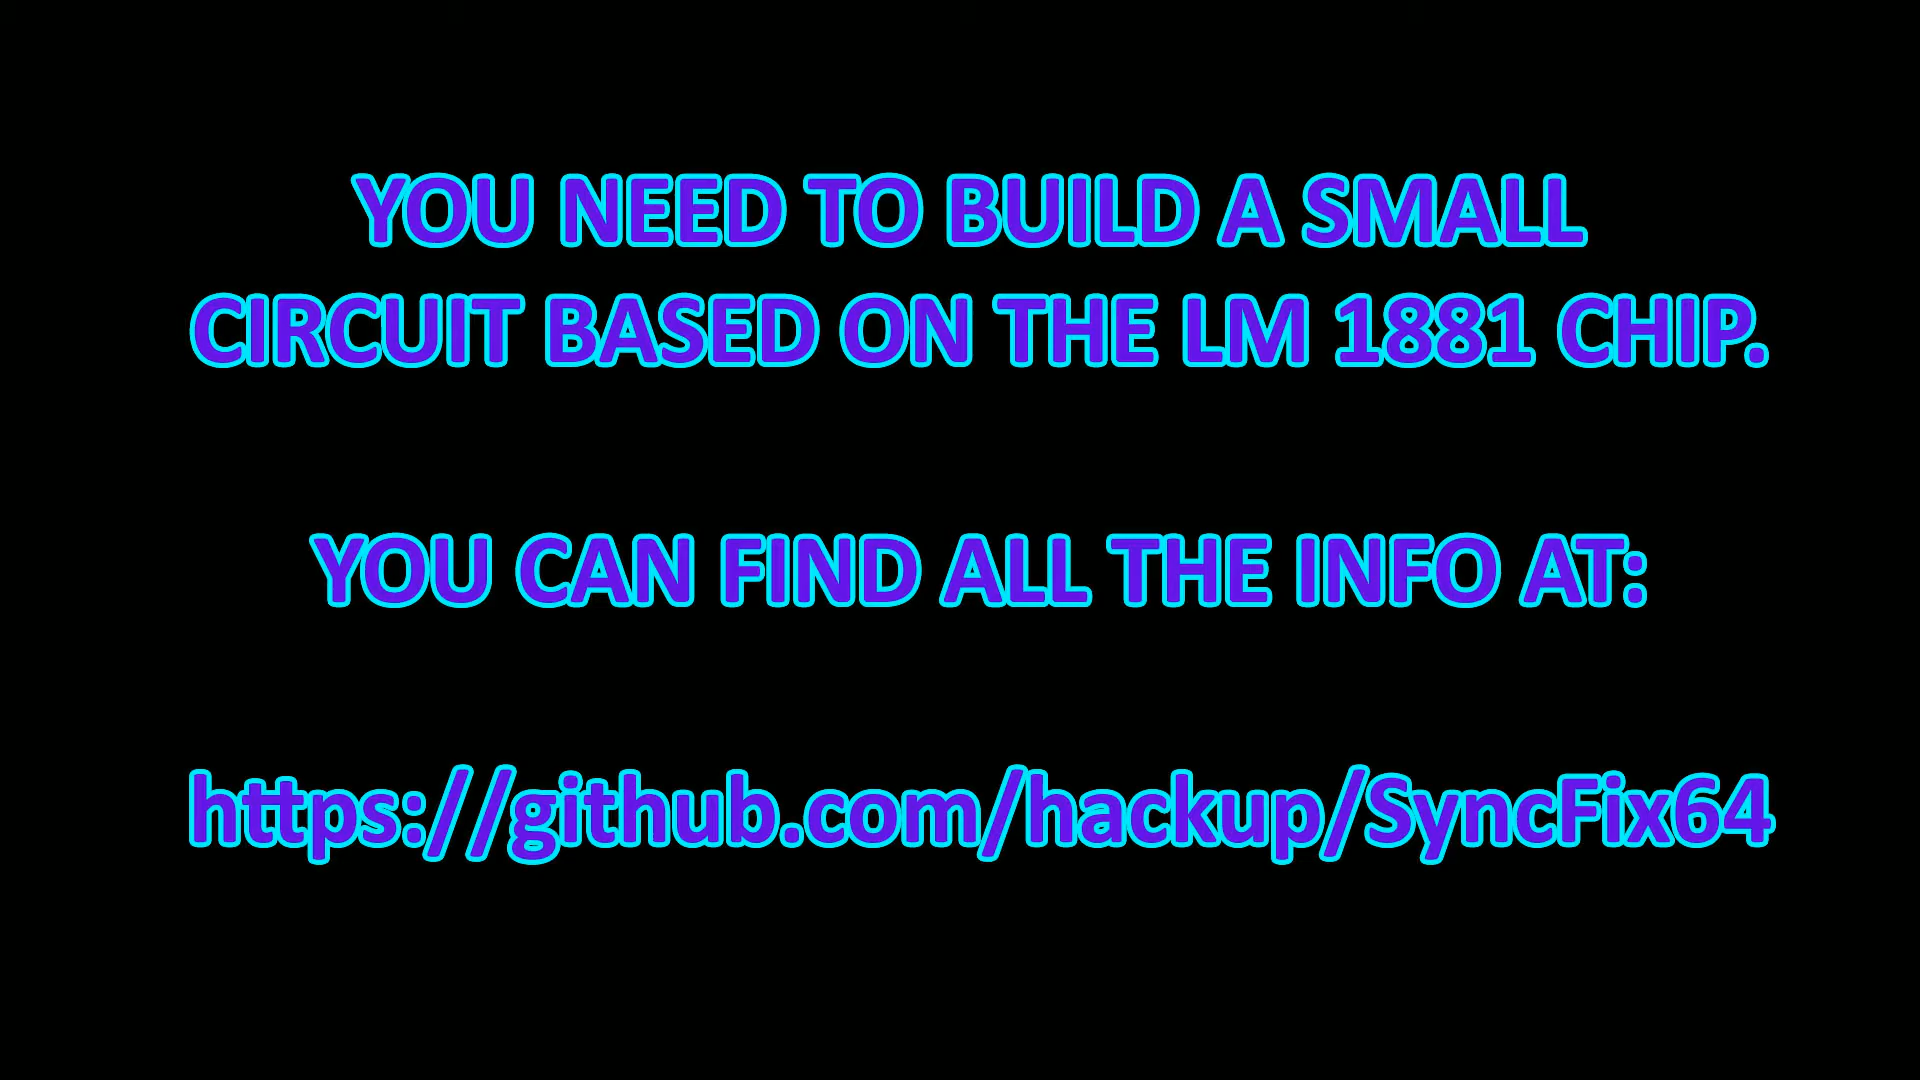 YOU NEED TO BUILD A SMALL
CIRCUIT BASED ON THE LM 1881 CHIP.
YOU CAN FIND ALL THE INFO AT:
https://github.com/hackup/SyncFix64